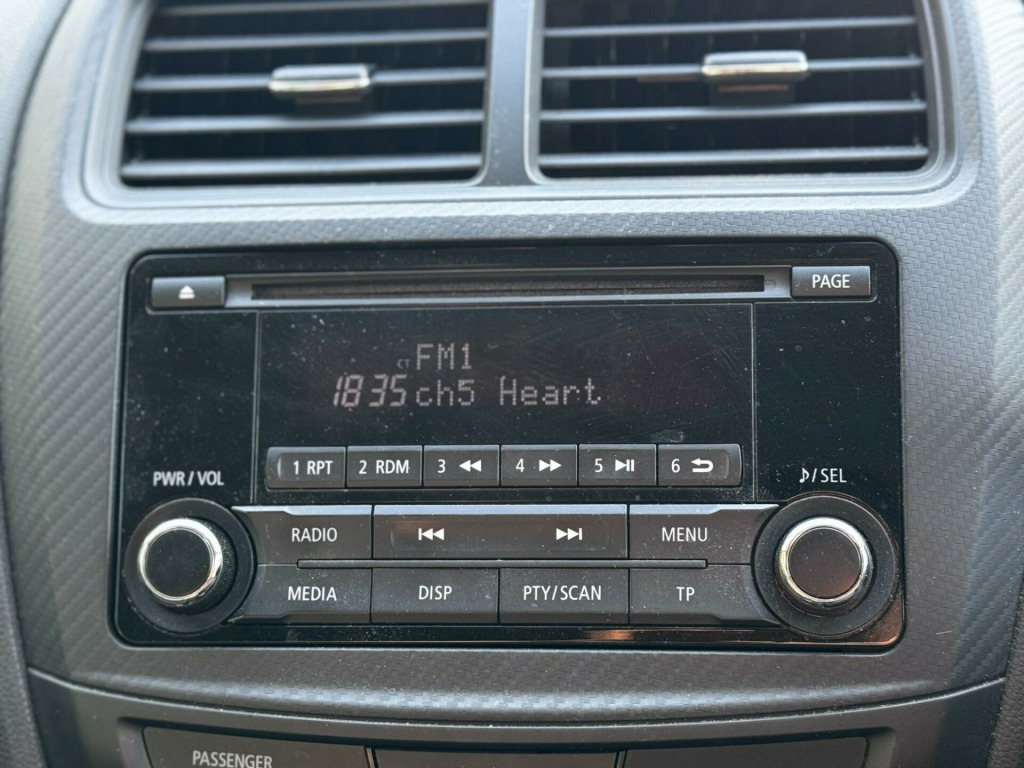 PAGE
CT FM1
18 35 ch5 Heart
PWR/VOL
1 RPT 2 RDM 3 4 5 6
♪/SEL
RADIO MENU
MEDIA DISP PTY/SCAN TP
PASSENGER